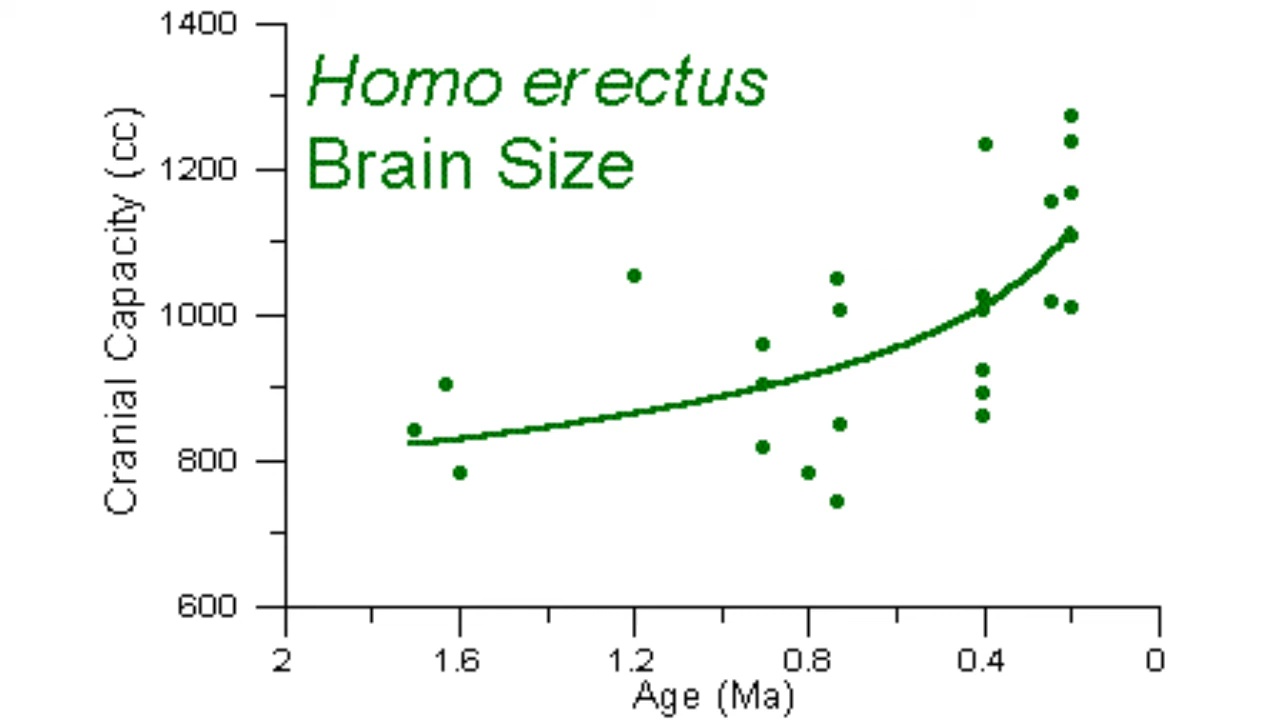 Homo erectus
Brain Size
Cranial Capacity (cc)
1400
1200
1000
800
600
2 1.6 1.2 0.8 0.4 0
Age (Ma)